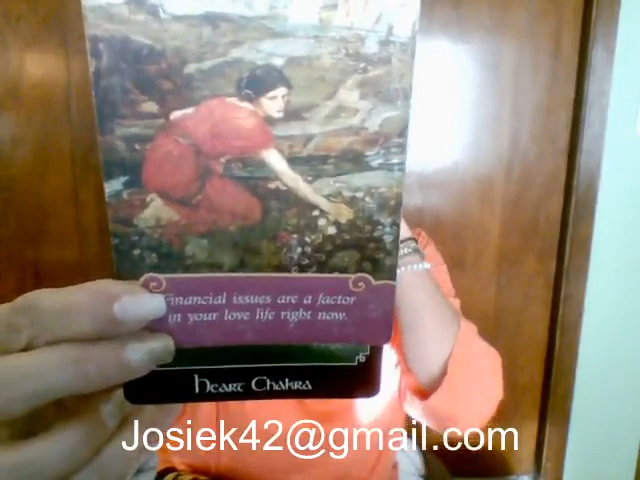 Financial issues are a factor
in your love life right now.
Heart Chakra
Josiek42@gmail.com